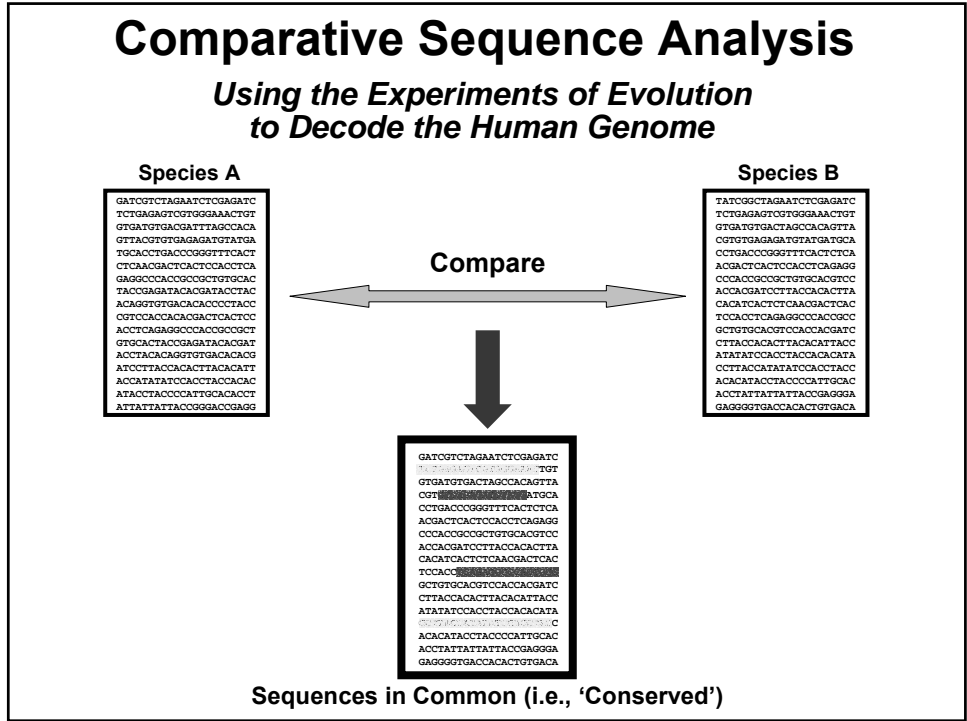 Comparative Sequence Analysis
Using the Experiments of Evolution
to Decode the Human Genome
Species A
GATCGTCTAGAATCTCGAGATC
TCTGAGAGTCGTGGGAAACTGT
GTGATGTGACGATTTAGCCACA
GTTACGTGTGAGAGATGTATGA
TGCACCTGACCCGGGTTTCACT
CTCAACGACTCACTCCACCTCA
GAGGCCCACCGCCGCTGTGCAC
TACCGAGATACACGATACCTAC
ACAGGTGTGACACACCCCTACC
CGTCCACCACACGACTCACTCC
ACCTCAGAGGCCCACCGCCGCT
GTGCACTACCGAGATACACGAT
ACCTACACAGGTGTGACACACG
ATCCTTACCACACTTACACATT
ACCATATATCCACCTACCACAC
ATACCTACCCCATTGCACACCT
ATTATTATTACCGGGACCGAGG
Species B
TATCGGCTAGAATCTCGAGATC
TCTGAGAGTCGTGGGAAACTGT
GTGATGTGACTAGCCACAGTTA
CGTGTGAGAGATGTATGATGCA
CCTGACCCGGGTTTCACTCTCA
ACGACTCACTCCACCTCAGAGG
CCCACCGCCGCTGTGCACGTCC
ACCACGATCCTTACCACACTTA
CACATCACTCTCAACGACTCAC
TCCACCTCAGAGGCCCACCGCC
GCTGTGCACGTCCACCACGATC
CTTACCACACTTACACATTACC
ATATATCCACCTACCACACATA
CCTTACCATATATCCACCTACC
ACACATACCTACCCCATTGCAC
ACCTATTATTATTACCGAGGGA
GAGGGGTGACCACACTGTGACA
Compare
GATCGTCTAGAATCTCGAGATC
TGT
GTGATGTGACTAGCCACAGTTA
CGT ATGCA
CCTGACCCGGGTTTCACTCTCA
ACGACTCACTCCACCTCAGAGG
CCCACCGCCGCTGTGCACGTCC
ACCACGATCCTTACCACACTTA
CACATCACTCTCAACGACTCAC
TCCACC
GCTGTGCACGTCCACCACGATC
CTTACCACACTTACACATTACC
ATATATCCACCTACCACACATA
C
ACACATACCTACCCCATTGCAC
ACCTATTATTATTACCGAGGGA
GAGGGGTGACCACACTGTGACA
Sequences in Common (i.e., ‘Conserved’)